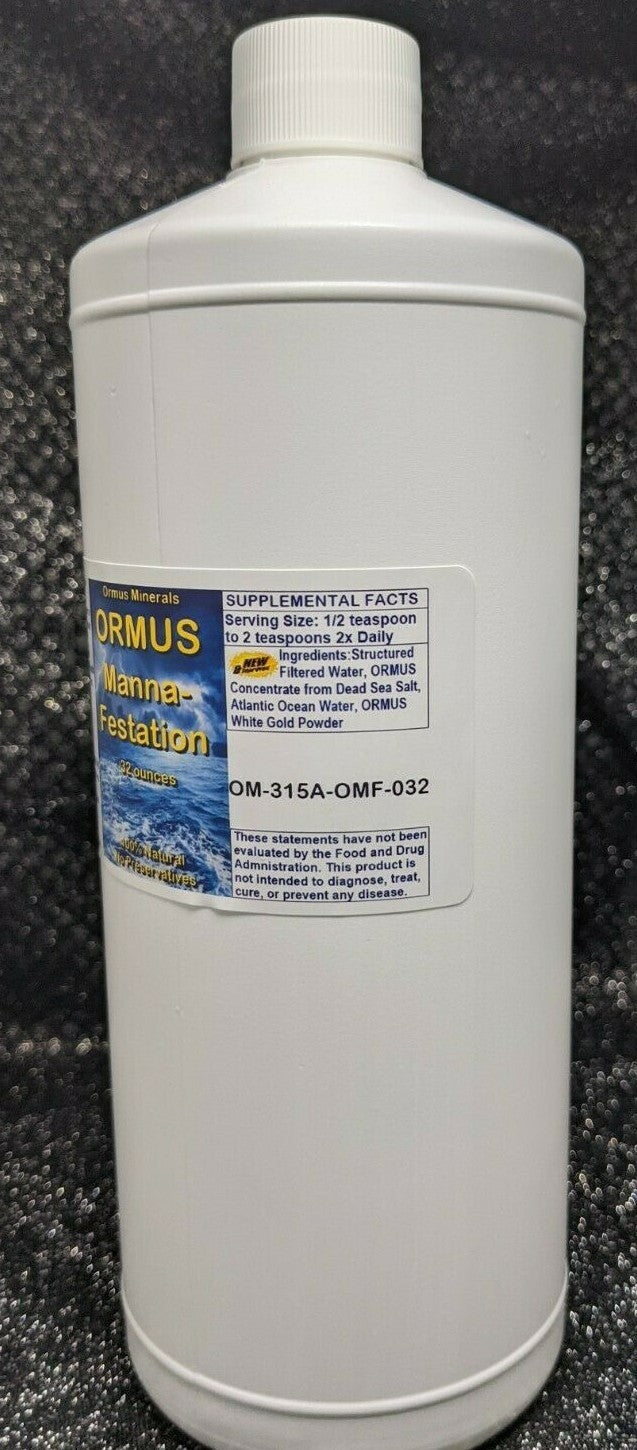 Ormus Minerals
ORMUS
Manna-
Festation
32 ounces
100% Natural
No Preservatives
SUPPLEMENTAL FACTS
Serving Size: 1/2 teaspoon
to 2 teaspoons 2x Daily
NEW
& Improved
Ingredients:Structured
Filtered Water, ORMUS
Concentrate from Dead Sea Salt,
Atlantic Ocean Water, ORMUS
White Gold Powder
OM-315A-OMF-032
These statements have not been
evaluated by the Food and Drug
Admnistration. This product is
not intended to diagnose, treat,
cure, or prevent any disease.